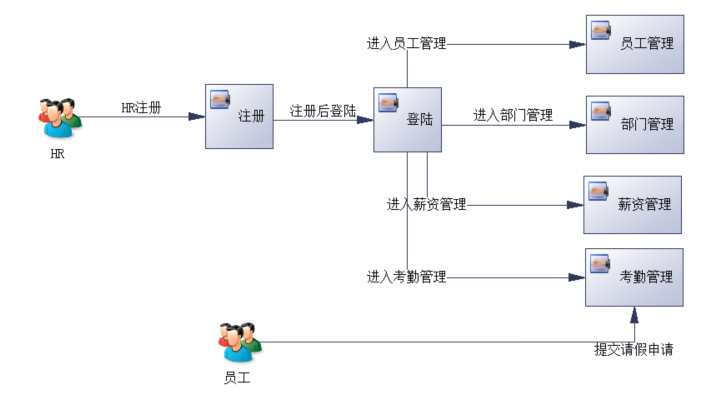 进入员工管理
员工管理
HR注册
注册
注册后登陆
登陆
进入部门管理
部门管理
HR
进入薪资管理
薪资管理
进入考勤管理
考勤管理
提交请假申请
员工